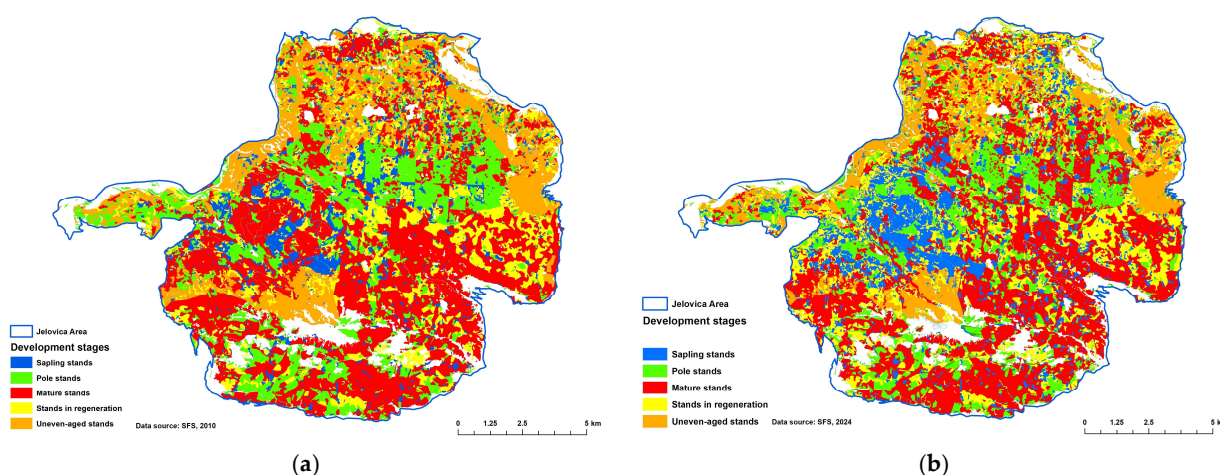 Jelovica Area
Development stages
Sapling stands
Pole stands
Mature stands
Stands in regeneration
Uneven-aged stands
Data source: SFS, 2010
0 1.25 2.5 5 km
(a)
Jelovica Area
Development stages
Sapling stands
Pole stands
Mature stands
Stands in regeneration
Uneven-aged stands
Data source: SFS, 2024
0 1.25 2.5 5 k
(b)